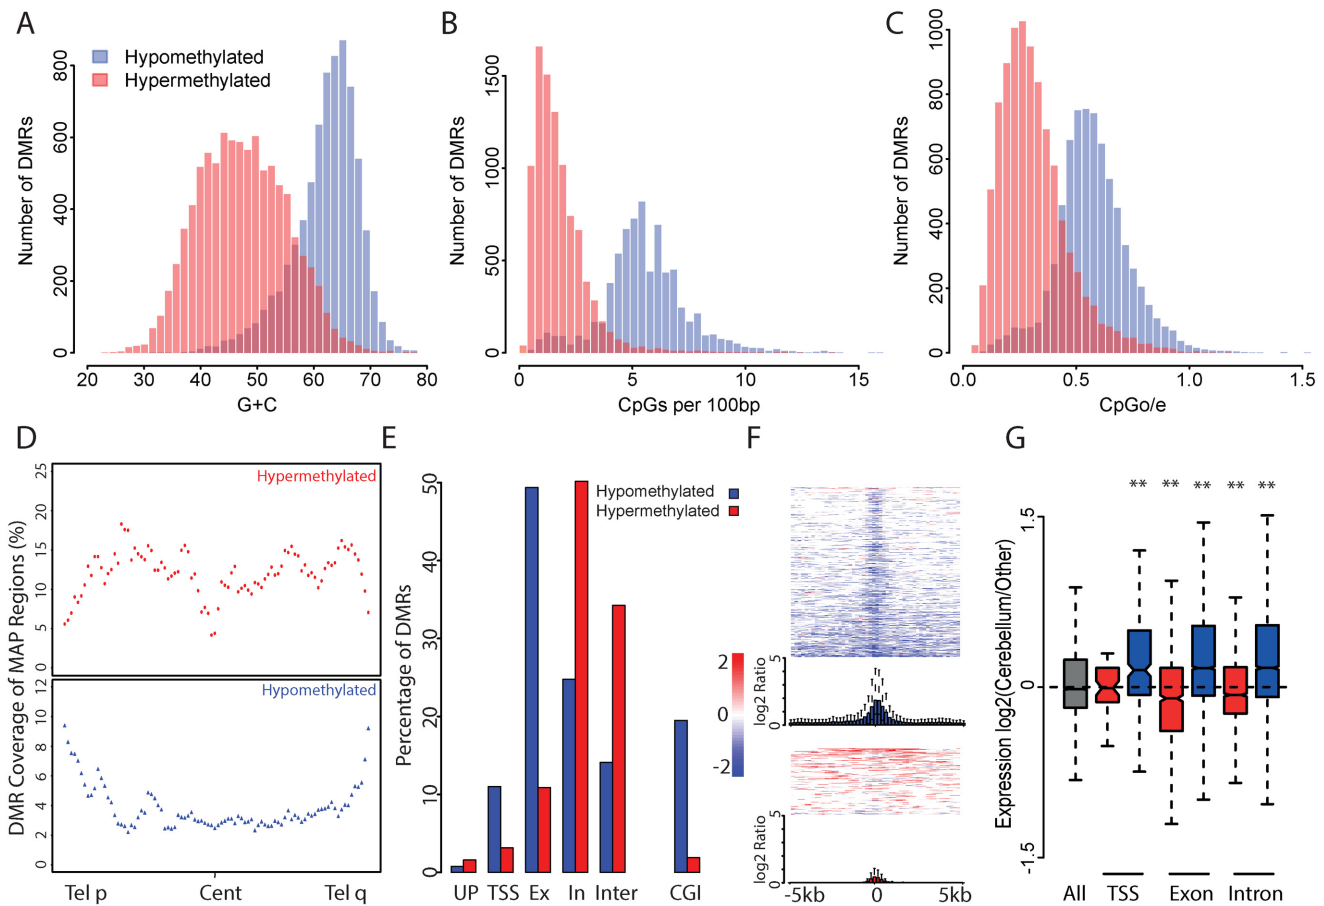 A
Hypomethylated
Hypermethylated
Number of DMRs
0
200
400
600
800
20
30
40
50
60
70
80
G+C
B
Number of DMRs
0
500
1000
1500
0
5
10
15
CpGs per 100bp
C
Number of DMRs
0
200
400
600
800
1000
0.0
0.5
1.0
1.5
CpGo/e
D
Hypermethylated
DMR Coverage of MAP Regions (%)
25
20
15
10
5
0
Hypomethylated
12
10
8
6
4
2
0
Tel p
Cent
Tel q
E
Hypomethylated
Hypermethylated
Percentage of DMRs
50
40
30
20
10
0
UP
TSS
Ex
In
Inter
CGI
F
2
0
-2
log2 Ratio
5
0
log2 Ratio
5
0
-5kb
0
5kb
G
** ** ** ** **
Expression log2(Cerebellum/Other)
1.5
0
-1.5
All
TSS
Exon
Intron